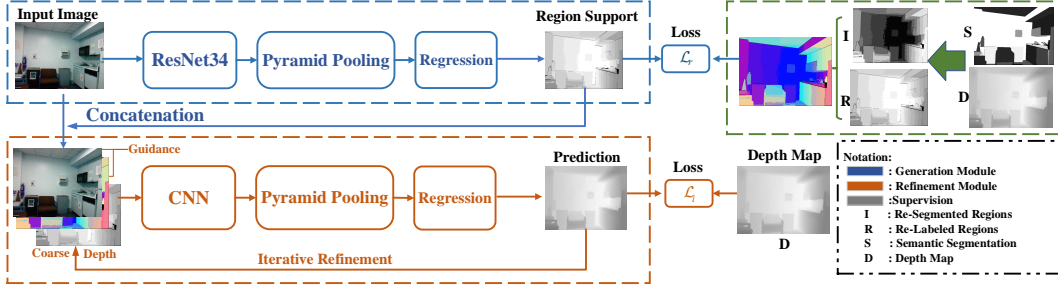 Input Image
ResNet34
Pyramid Pooling
Regression
Region Support
Loss
ℒr
I
S
R
D
Concatenation
Guidance
CNN
Pyramid Pooling
Regression
Prediction
Loss
ℒi
Depth Map
D
Coarse Depth
Iterative Refinement
Notation:
: Generation Module
: Refinement Module
:Supervision
I : Re-Segmented Regions
R : Re-Labeled Regions
S : Semantic Segmentation
D : Depth Map